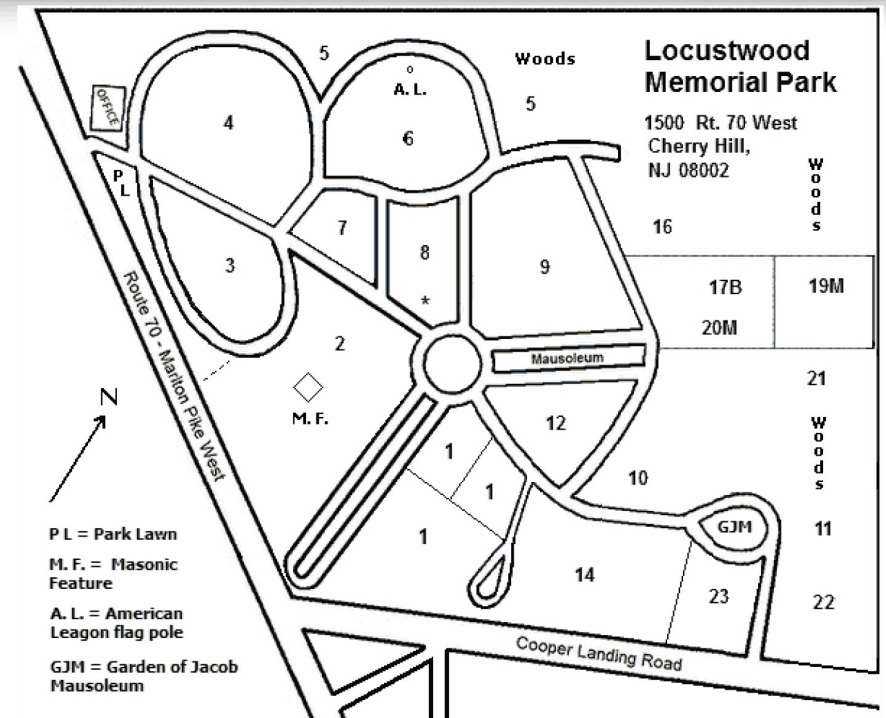 Locustwood
Memorial Park
1500 Rt. 70 West
Cherry Hill,
NJ 08002
Woods
Woods
Woods
5
5
A. L.
OFFICE
4
6
P
L
16
7
8
*
3
9
17B
19M
20M
2
Mausoleum
21
M. F.
12
1
10
1
1
GJM
11
14
23
22
Route 70 - Marlton Pike West
Cooper Landing Road
N
P L = Park Lawn
M. F. = Masonic
Feature
A. L. = American
Leagon flag pole
GJM = Garden of Jacob
Mausoleum